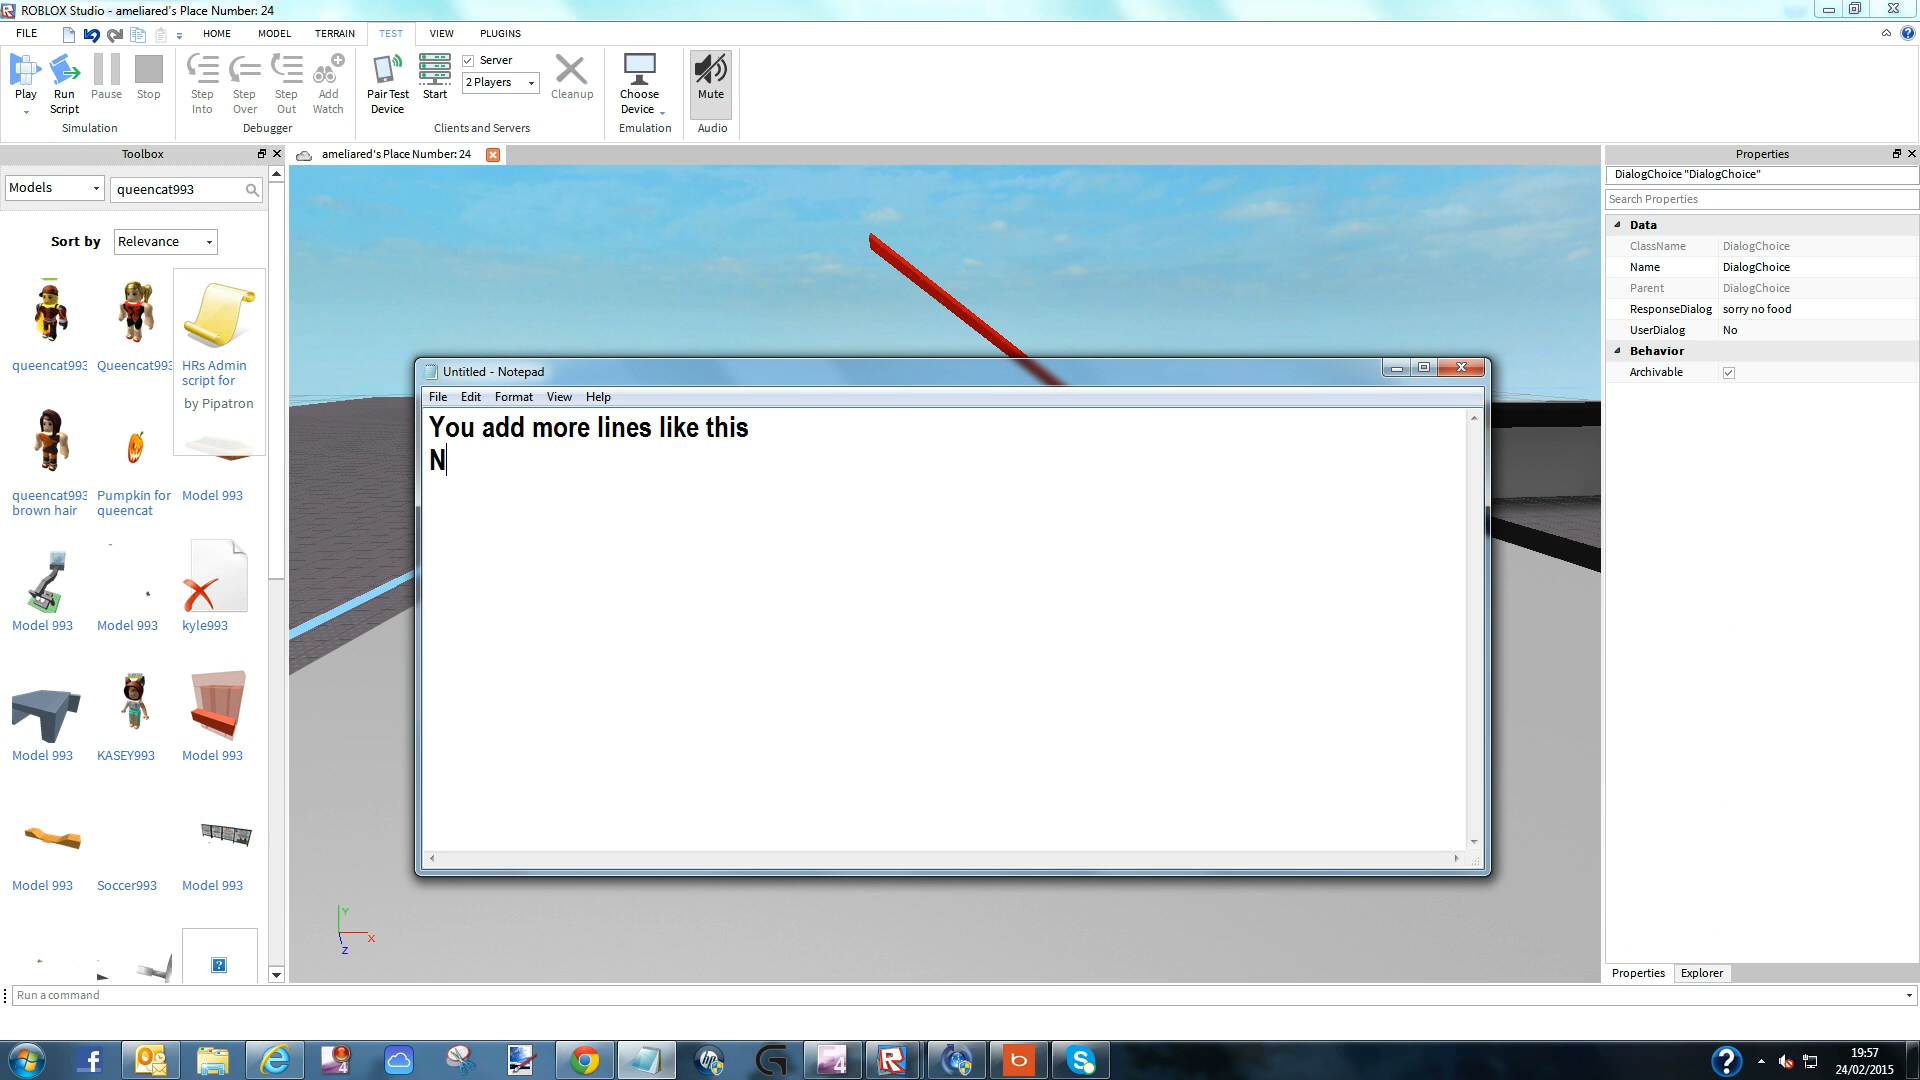 ROBLOX Studio - ameliared's Place Number: 24
FILE HOME MODEL TERRAIN TEST VIEW PLUGINS
Play
Run Script
Pause
Stop
Simulation
Step Into
Step Over
Step Out
Add Watch
Debugger
Pair Test Device
Start
Server
2 Players
Cleanup
Clients and Servers
Choose Device
Emulation
Mute
Audio
Toolbox
Models
queencat993
Sort by
Relevance
queencat993
Queencat993
HRs Admin script for
by Pipatron
queencat993 brown hair
Pumpkin for queencat
Model 993
Model 993
Model 993
kyle993
Model 993
KASEY993
Model 993
Model 993
Soccer993
Model 993
ameliared's Place Number: 24
Untitled - Notepad
File Edit Format View Help
You add more lines like this
N
Y
X
Z
Properties
DialogChoice "DialogChoice"
Search Properties
Data
ClassName DialogChoice
Name DialogChoice
Parent DialogChoice
ResponseDialog sorry no food
UserDialog No
Behavior
Archivable
Properties Explorer
Run a command
19:57
24/02/2015